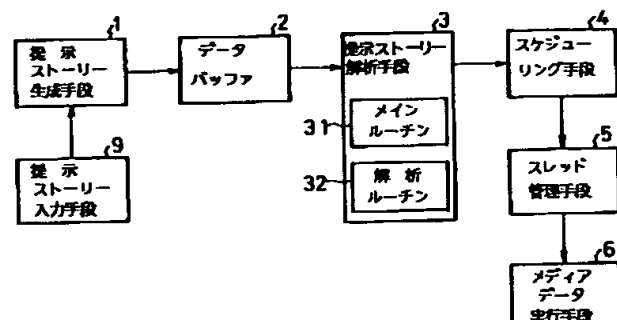 1
提示
ストーリー
生成手段
2
データ
バッファ
3
提示ストーリー
解析手段
31
メイン
ルーチン
32
解析
ルーチン
4
スケジュー
リング手段
5
スレッド
管理手段
6
メディア
データ
実行手段
9
提示
ストーリー
入力手段